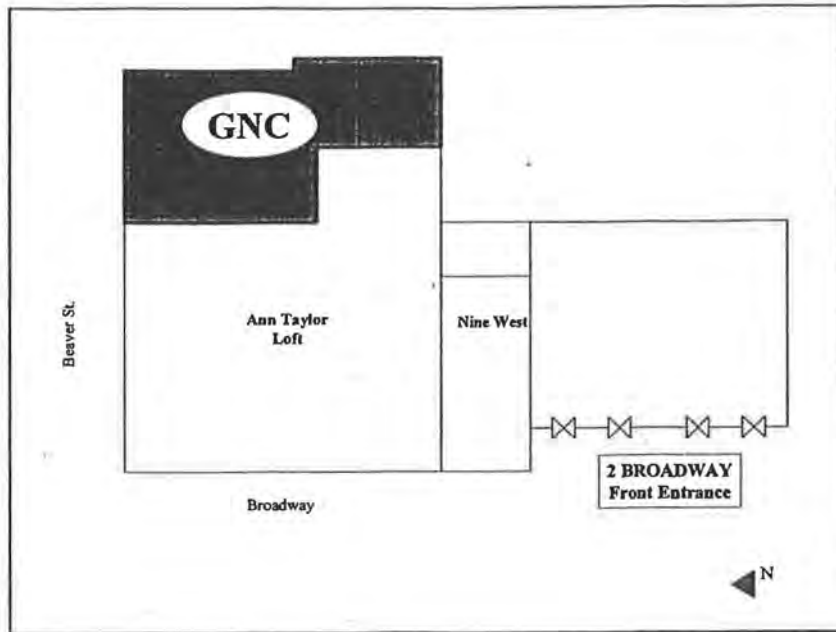 GNC
Beaver St.
Ann Taylor
Loft
Nine West
2 BROADWAY
Front Entrance
Broadway
N